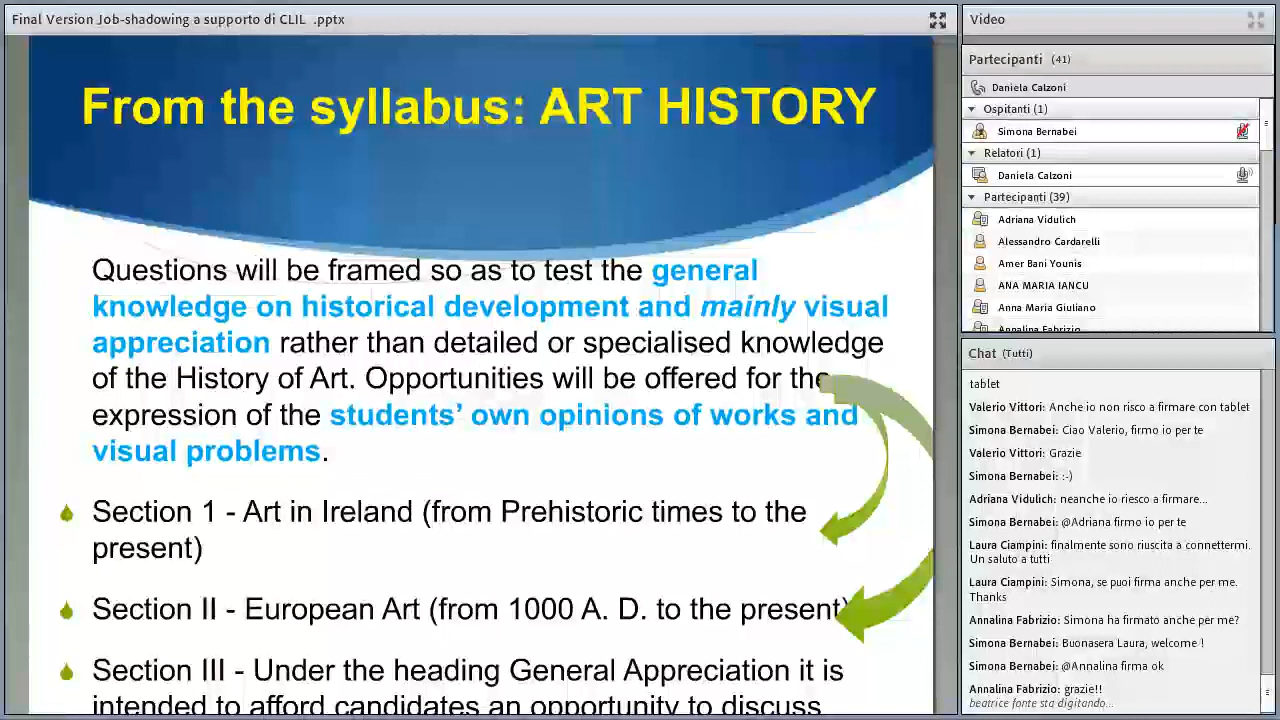 Final Version Job-shadowing a supporto di CLIL .pptx
From the syllabus: ART HISTORY
Questions will be framed so as to test the general
knowledge on historical development and mainly visual
appreciation rather than detailed or specialised knowledge
of the History of Art. Opportunities will be offered for the
expression of the students’ own opinions of works and
visual problems.
Section 1 - Art in Ireland (from Prehistoric times to the
present)
Section II - European Art (from 1000 A. D. to the present)
Section III - Under the heading General Appreciation it is
intended to afford candidates an opportunity to discuss
Video
Partecipanti (41)
Daniela Calzoni
Ospitanti (1)
Simona Bernabei
Relatori (1)
Daniela Calzoni
Partecipanti (39)
Adriana Vidulich
Alessandro Cardarelli
Amer Bani Younis
ANA MARIA IANCU
Anna Maria Giuliano
Annalina Fabrizio
Chat (Tutti)
tablet
Valerio Vittori: Anche io non risco a firmare con tablet
Simona Bernabei: Ciao Valerio, firmo io per te
Valerio Vittori: Grazie
Simona Bernabei: :-)
Adriana Vidulich: neanche io riesco a firmare...
Simona Bernabei: @Adriana firmo io per te
Laura Ciampini: finalmente sono riuscita a connettermi.
Un saluto a tutti
Laura Ciampini: Simona, se puoi firma anche per me.
Thanks
Annalina Fabrizio: Simona ha firmato anche per me?
Simona Bernabei: Buonasera Laura, welcome !
Simona Bernabei: @Annalina firma ok
Annalina Fabrizio: grazie!!
beatrice fonte sta digitando...